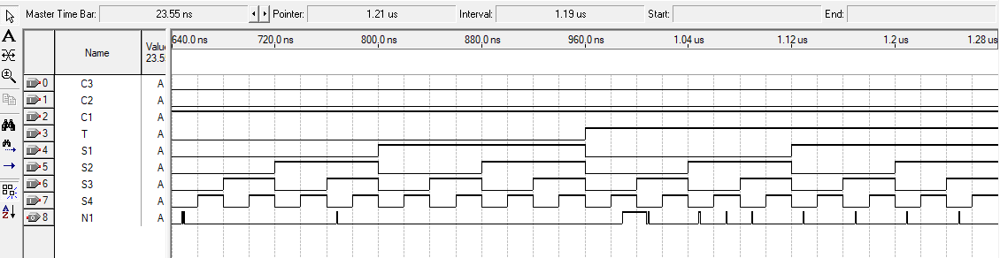 Master Time Bar: 23.55 ns Pointer: 1.21 us Interval: 1.19 us Start: End:
Name Valu 23.5
640.0 ns 720.0 ns 800.0 ns 880.0 ns 960.0 ns 1.04 us 1.12 us 1.2 us 1.28 us
0 C3 A
1 C2 A
2 C1 A
3 T A
4 S1 A
5 S2 A
6 S3 A
7 S4 A
8 N1 A